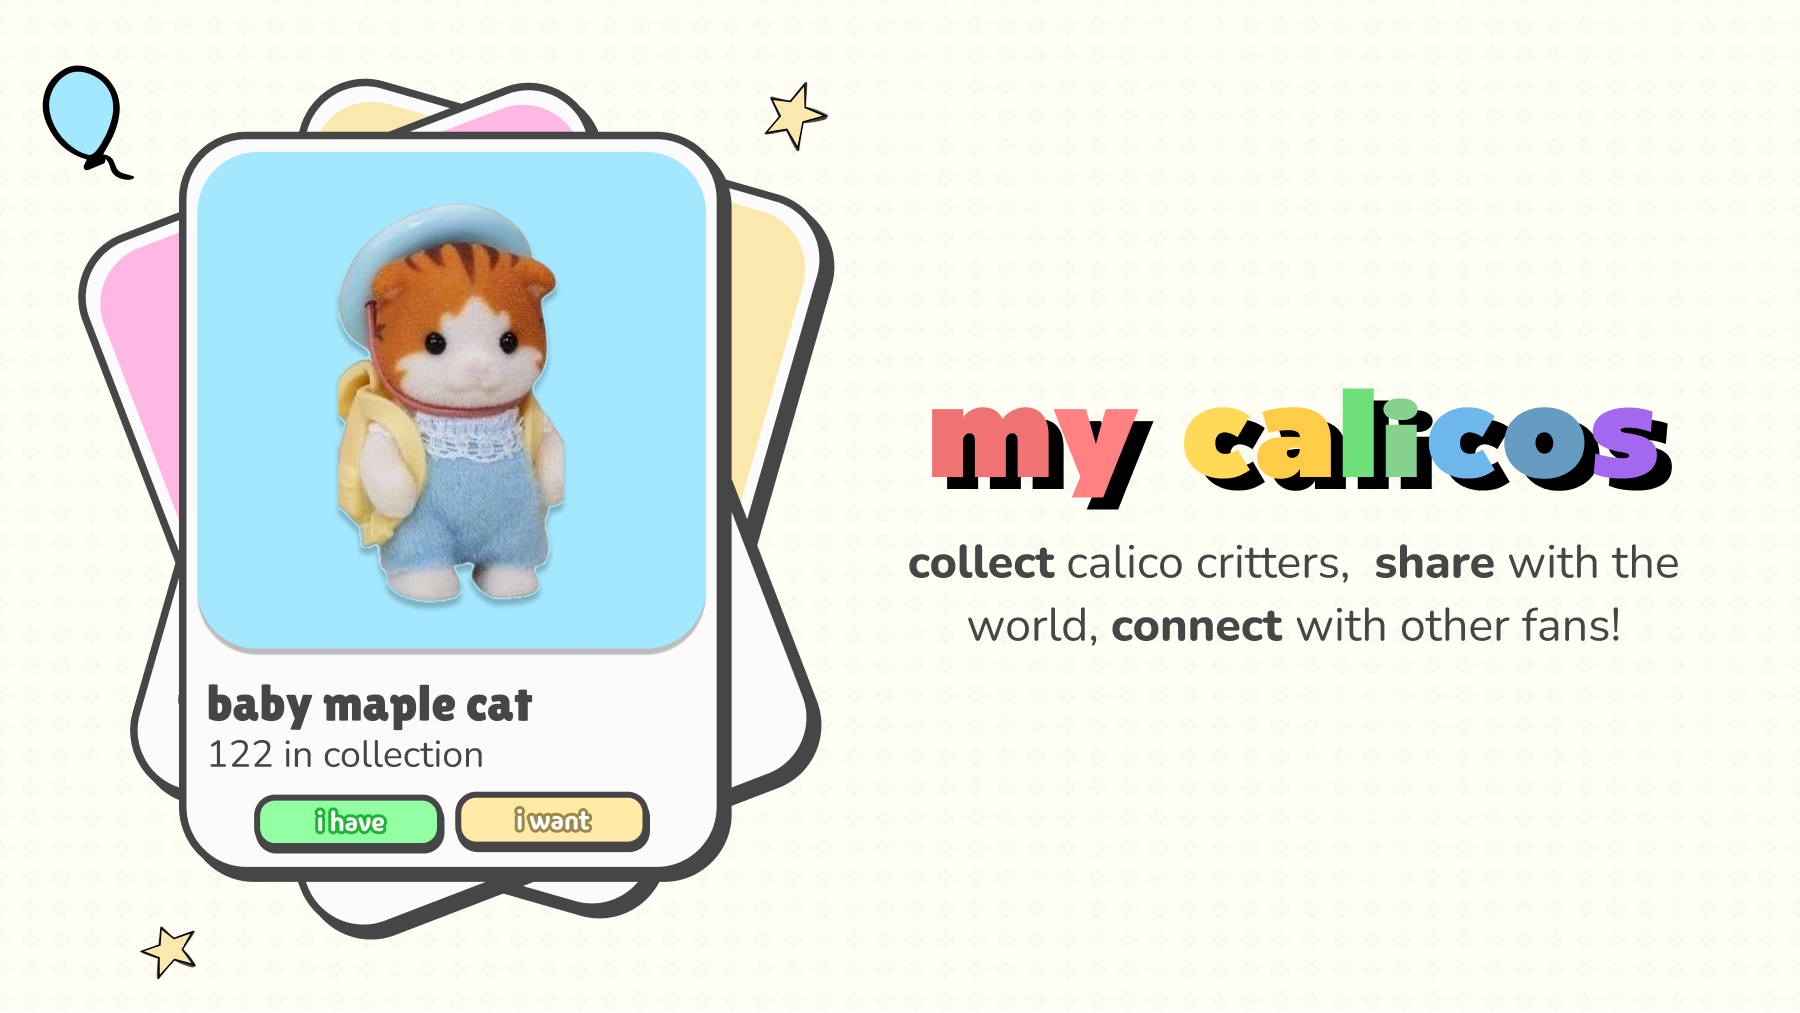 baby maple cat
122 in collection
i have
i want
my calicos
collect calico critters, share with the
world, connect with other fans!